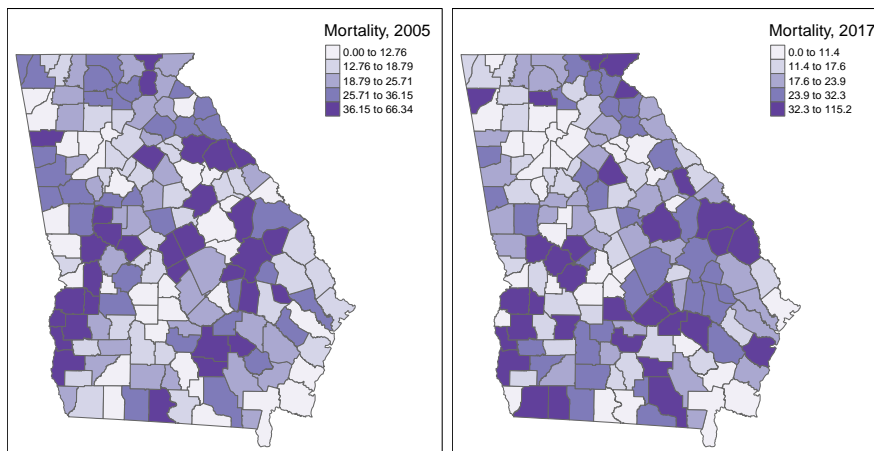 Mortality, 2005
0.00 to 12.76
12.76 to 18.79
18.79 to 25.71
25.71 to 36.15
36.15 to 66.34
Mortality, 2017
0.0 to 11.4
11.4 to 17.6
17.6 to 23.9
23.9 to 32.3
32.3 to 115.2